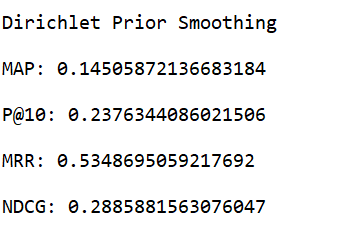 Dirichlet Prior Smoothing
MAP: 0.14505872136683184
P@10: 0.2376344086021506
MRR: 0.5348695059217692
NDCG: 0.2885881563076047